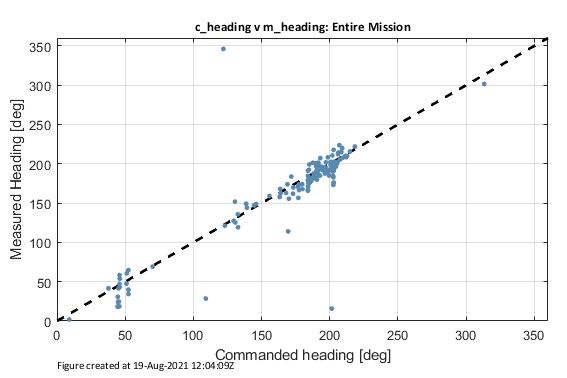 c_heading v m_heading: Entire Mission
350
300
250
200
150
100
50
0
Measured Heading [deg]
0 50 100 150 200 250 300 350
Commanded heading [deg]
Figure created at 19-Aug-2021 12:04:09Z